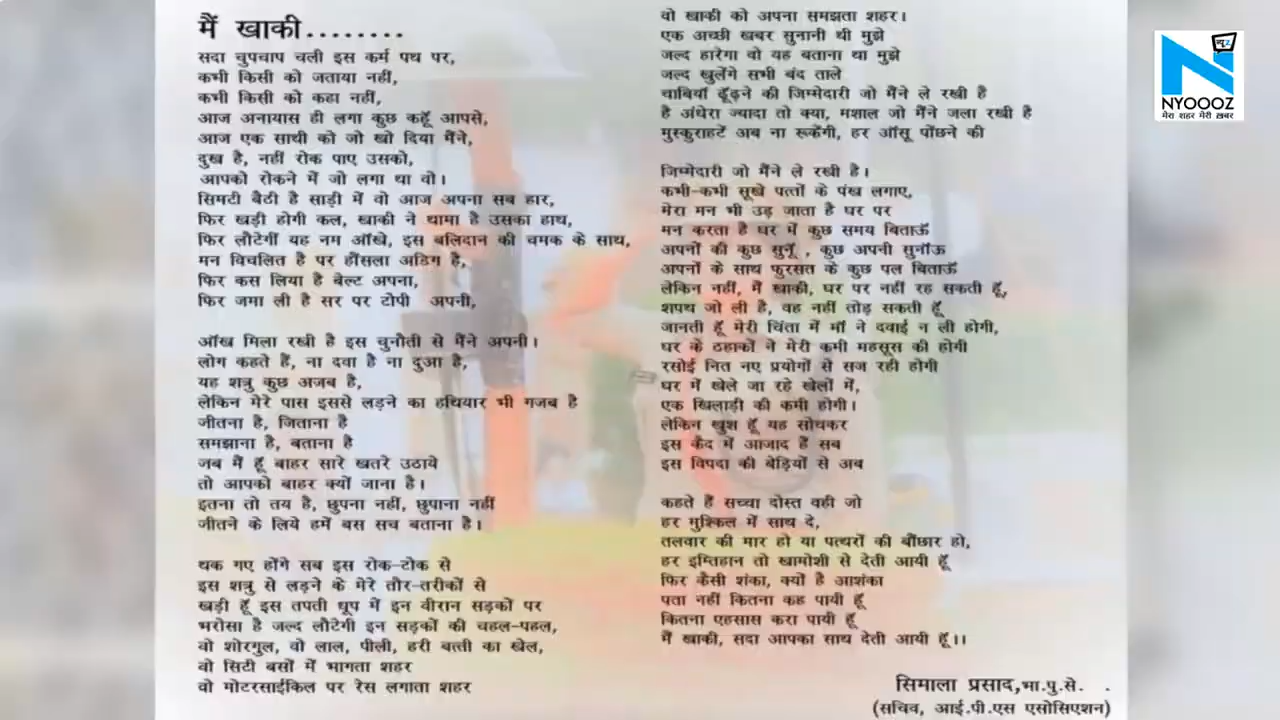 मैं खाकी........
सदा चुपचाप चली इस कर्म पथ पर,
कभी किसी को जताया नहीं,
कभी किसी को कहा नहीं,
आज अनायास ही लगा कुछ कहूँ आपसे,
आज एक साथी को जो खो दिया मैंने,
दुख है, नहीं रोक पाए उसको,
आपको रोकने में जो लगा था वो।
सिमटी बैठी है साड़ी में वो आज अपना सब हार,
फिर खड़ी होगी कल, खाकी ने थामा है उसका हाथ,
फिर लौटेगीं यह नम आँखे, इस बलिदान की चमक के साथ,
मन विचलित है पर हौंसला अडिग है,
फिर कस लिया है बेल्ट अपना,
फिर जमा ली है सर पर टोपी अपनी,
आँख मिला रखी है इस चुनौती से मैंने अपनी।
लोग कहते हैं, ना दवा है ना दुआ है,
यह शत्रु कुछ अजब है,
लेकिन मेरे पास इससे लड़ने का हथियार भी गजब है
जीतना है, जिताना है
समझाना है, बताना है
जब मैं हूँ बाहर सारे खतरे उठाये
तो आपको बाहर क्यों जाना है।
इतना तो तय है, छुपना नहीं, छुपाना नहीं
जीतने के लिये हमें बस सच बताना है।
थक गए होंगे सब इस रोक-टोक से
इस शत्रु से लड़ने के मेरे तौर-तरीकों से
खड़ी हूँ इस तपती धूप में इन वीरान सड़कों पर
भरोसा है जल्द लौटेगी इन सड़कों की चहल-पहल,
वो शोरगुल, वो लाल, पीली, हरी बत्ती का खेल,
वो सिटी बसों में भागता शहर
वो मोटरसाईकिल पर रेस लगाता शहर
वो खाकी को अपना समझता शहर।
एक अच्छी खबर सुनानी थी मुझे
जल्द हारेगा वो यह बताना था मुझे
जल्द खुलेंगे सभी बंद ताले
चाबियाँ ढूँढ़ने की जिम्मेदारी जो मैंने ले रखी है
है अंधेरा ज्यादा तो क्या, मशाल जो मैंने जला रखी है
मुस्कुराहटें अब ना रूकेंगी, हर आँसू पोंछने की
जिम्मेदारी जो मैंने ले रखी है।
कभी-कभी सूखे पत्तों के पंख लगाए,
मेरा मन भी उड़ जाता है घर पर
मन करता है घर में कुछ समय बिताऊँ
अपनों की कुछ सुनूँ , कुछ अपनी सुनाँऊ
अपनों के साथ फुरसत के कुछ पल बिताऊँ
लेकिन नहीं, मैं खाकी, घर पर नहीं रह सकती हूँ,
शपथ जो ली है, वह नहीं तोड़ सकती हूँ
जानती हूँ मेरी चिंता में माँ ने दवाई न ली होगी,
घर के ठहाकों ने मेरी कमी महसूस की होगी
रसोई नित नए प्रयोगों से सज रही होगी
घर में खेले जा रहे खेलों में,
एक खिलाड़ी की कमी होगी।
लेकिन खुश हूँ यह सोचकर
इस कैद में आजाद हैं सब
इस विपदा की बेड़ियों से अब
कहते हैं सच्चा दोस्त वही जो
हर मुश्किल में साथ दे,
तलवार की मार हो या पत्थरों की बौंछार हो,
हर इम्तिहान तो खामोशी से देती आयी हूँ
फिर कैसी शंका, क्यों है आशंका
पता नहीं कितना कह पायी हूँ
कितना एहसास करा पायी हूँ
मैं खाकी, सदा आपका साथ देती आयी हूँ।।
सिमाला प्रसाद,भा.पु.से. .
(सचिव, आई.पी.एस एसोसिएशन)
न्यूज़
NYOOOZ
मेरा शहर मेरी ख़बर